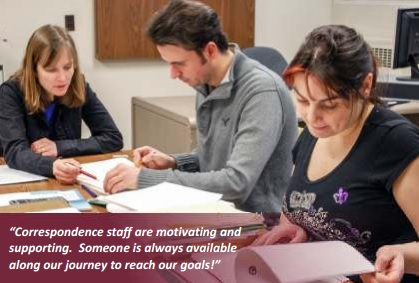 “Correspondence staff are motivating and
supporting.  Someone is always available
along our journey to reach our goals!”